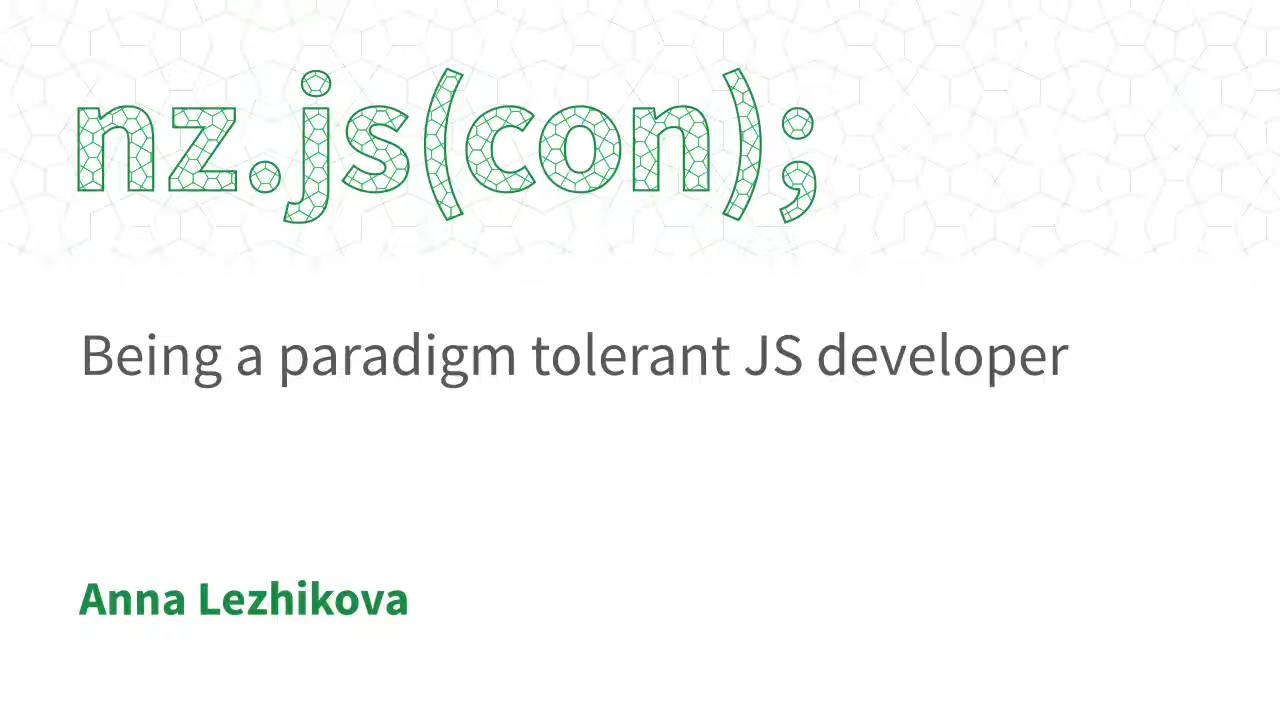 nz.js(con);
Being a paradigm tolerant JS developer
Anna Lezhikova